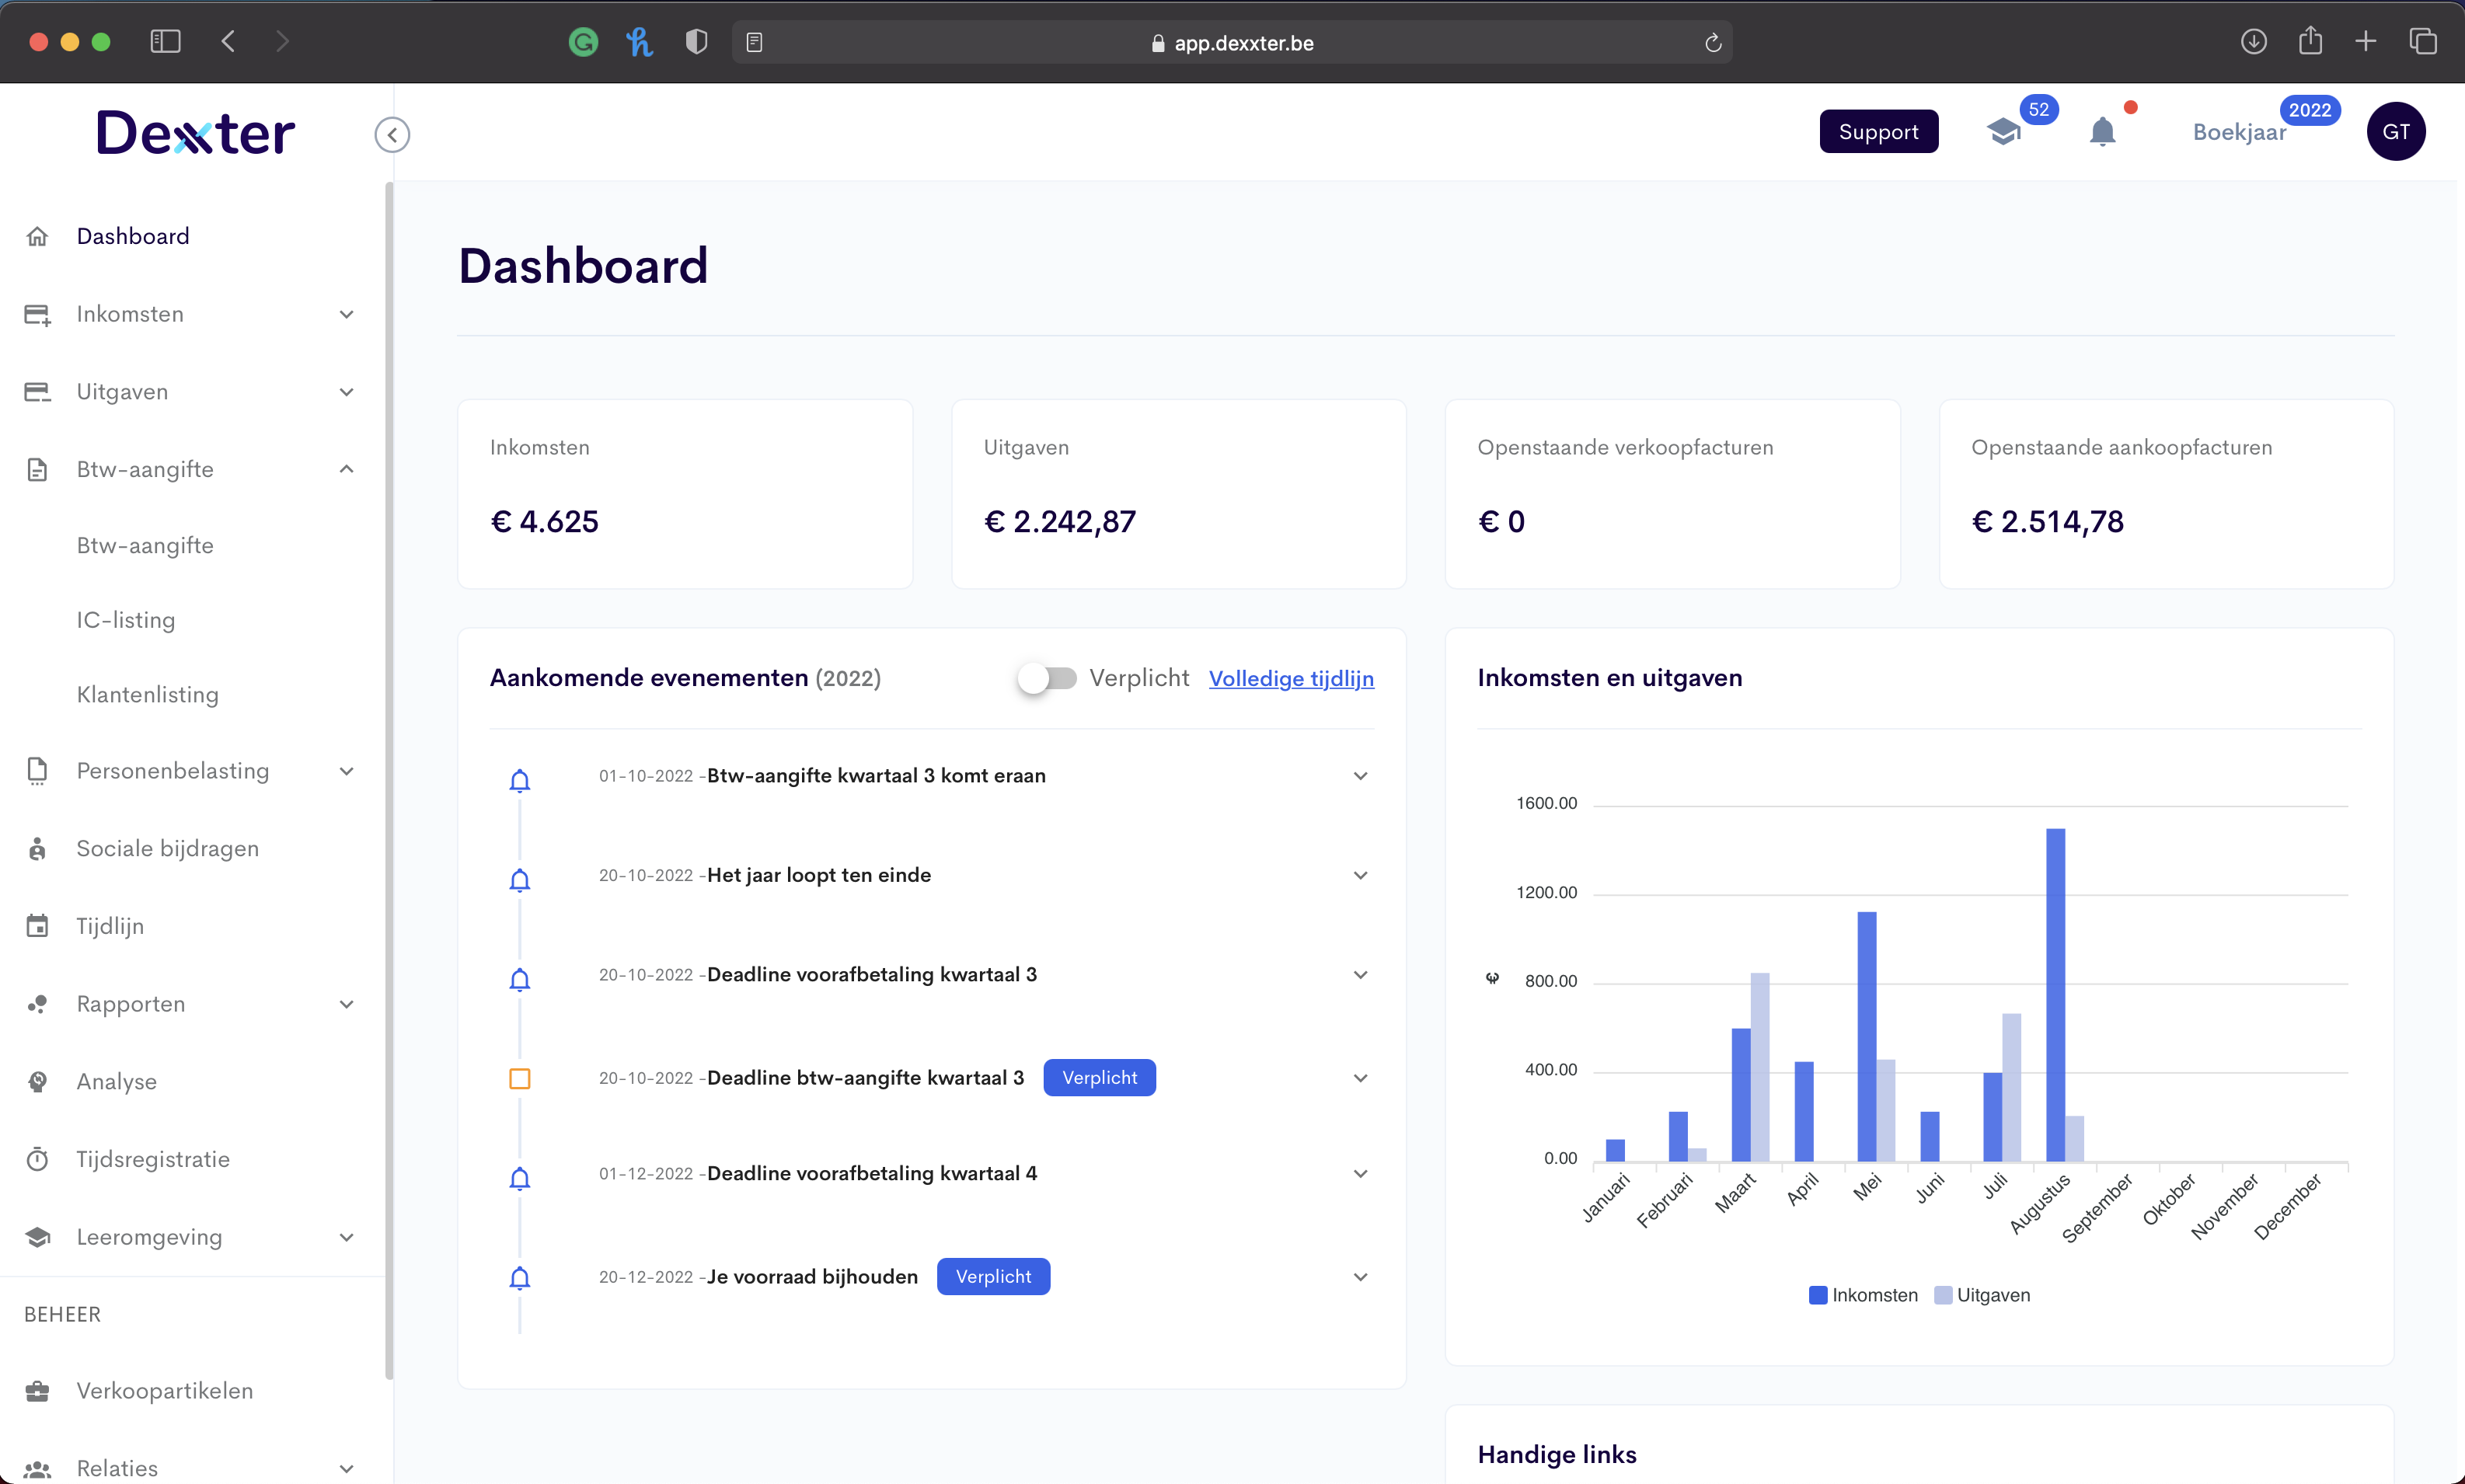 app.dexxter.be
Dexxter
Support
52
Boekjaar
2022
GT
Dashboard
Inkomsten
Uitgaven
Btw-aangifte
Btw-aangifte
IC-listing
Klantenlisting
Personenbelasting
Sociale bijdragen
Tijdlijn
Rapporten
Analyse
Tijdsregistratie
Leeromgeving
BEHEER
Verkoopartikelen
Relaties
Dashboard
Inkomsten
€ 4.625
Uitgaven
€ 2.242,87
Openstaande verkoopfacturen
€ 0
Openstaande aankoopfacturen
€ 2.514,78
Aankomende evenementen (2022)
Verplicht
Volledige tijdlijn
01-10-2022 -Btw-aangifte kwartaal 3 komt eraan
20-10-2022 -Het jaar loopt ten einde
20-10-2022 -Deadline voorafbetaling kwartaal 3
20-10-2022 -Deadline btw-aangifte kwartaal 3 Verplicht
01-12-2022 -Deadline voorafbetaling kwartaal 4
20-12-2022 -Je voorraad bijhouden Verplicht
Inkomsten en uitgaven
1600.00
1200.00
€
800.00
400.00
0.00
Januari
Februari
Maart
April
Mei
Juni
Juli
Augustus
September
Oktober
November
December
Inkomsten
Uitgaven
Handige links